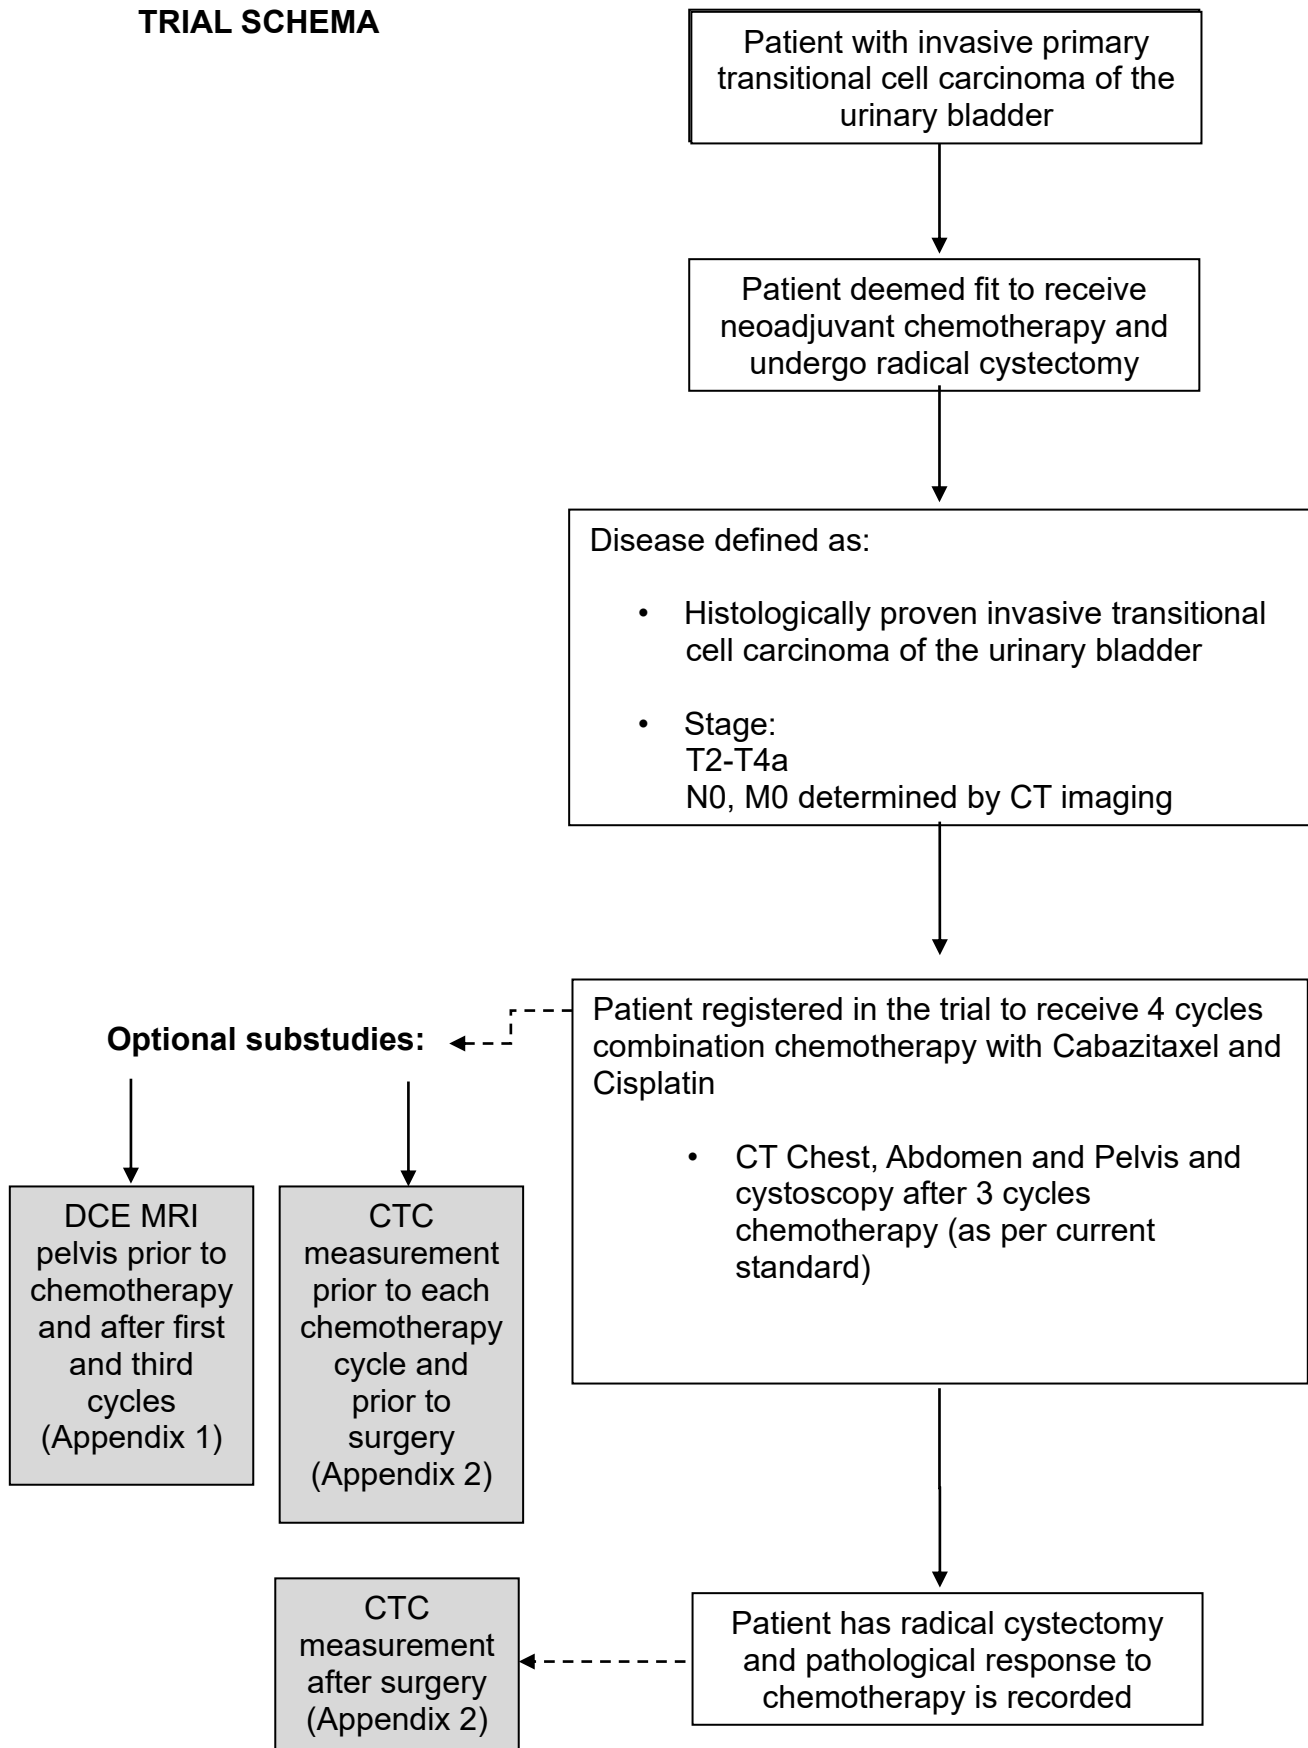 TRIAL SCHEMA
Patient with invasive primary
transitional cell carcinoma of the
urinary bladder
Patient deemed fit to receive
neoadjuvant chemotherapy and
undergo radical cystectomy
Disease defined as:
• Histologically proven invasive transitional
cell carcinoma of the urinary bladder
• Stage:
T2-T4a
N0, M0 determined by CT imaging
Patient registered in the trial to receive 4 cycles
combination chemotherapy with Cabazitaxel and
Cisplatin
• CT Chest, Abdomen and Pelvis and
cystoscopy after 3 cycles
chemotherapy (as per current
standard)
Optional substudies:
DCE MRI
pelvis prior to
chemotherapy
and after first
and third
cycles
(Appendix 1)
CTC
measurement
prior to each
chemotherapy
cycle and
prior to
surgery
(Appendix 2)
Patient has radical cystectomy
and pathological response to
chemotherapy is recorded
CTC
measurement
after surgery
(Appendix 2)